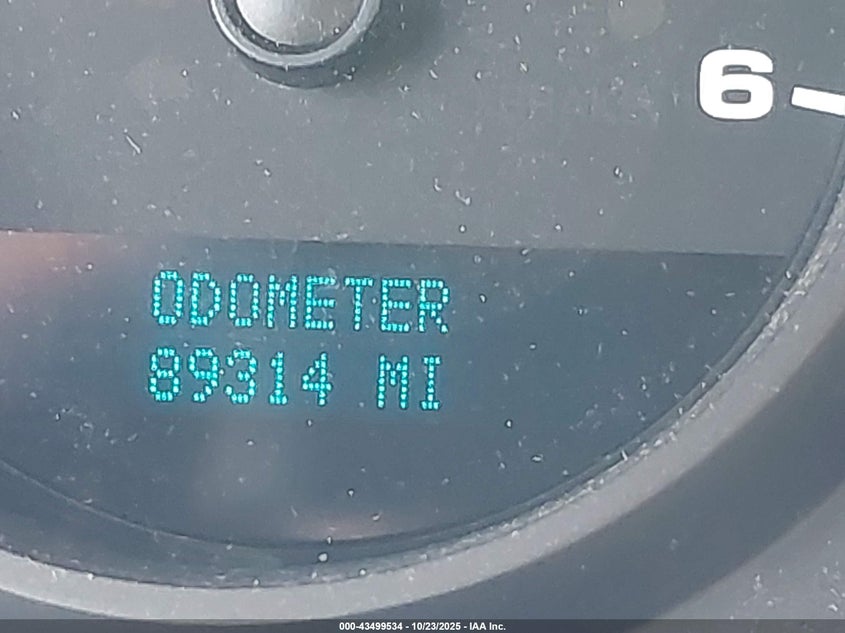 6
ODOMETER
89314 MI
000-43499534 - 10/23/2025 - IAA Inc.